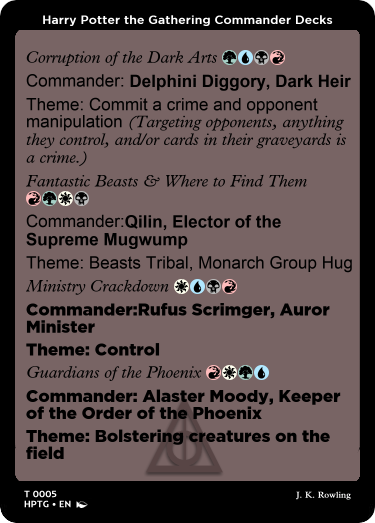 Harry Potter the Gathering Commander Decks
Corruption of the Dark Arts
Commander: Delphini Diggory, Dark Heir
Theme: Commit a crime and opponent
manipulation (Targeting opponents, anything
they control, and/or cards in their graveyards is
a crime.)
Fantastic Beasts & Where to Find Them
Commander:Qilin, Elector of the
Supreme Mugwump
Theme: Beasts Tribal, Monarch Group Hug
Ministry Crackdown
Commander:Rufus Scrimger, Auror
Minister
Theme: Control
Guardians of the Phoenix
Commander: Alaster Moody, Keeper
of the Order of the Phoenix
Theme: Bolstering creatures on the
field
T 0005
HPTG • EN
J. K. Rowling